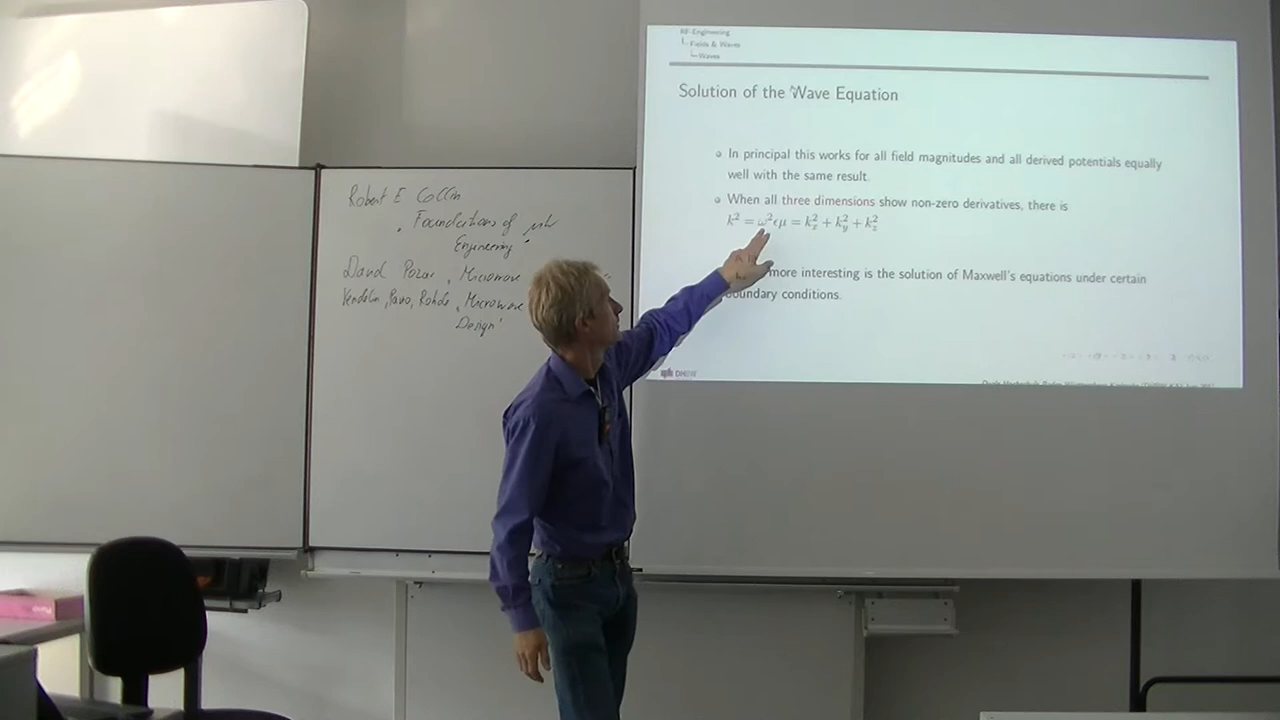 Robert E Collin
"Foundations of
Engineering"
David Pozar, Microwave
Vendelin, Pavio, Rohde, Microwave
Design"
RF-Engineering
Fields & Waves
Waves
Solution of the Wave Equation
In principal this works for all field magnitudes and all derived potentials equally
well with the same result.
When all three dimensions show non-zero derivatives, there is
k² = ω²ϵμ = k²ₓ + k²ᵧ + k²_z
more interesting is the solution of Maxwell's equations under certain
boundary conditions.
DHBW